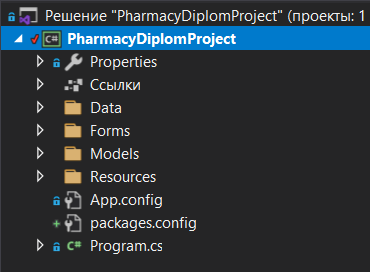 Решение "PharmacyDiplomProject" (проекты: 1
C# PharmacyDiplomProject
Properties
Ссылки
Data
Forms
Models
Resources
App.config
packages.config
C# Program.cs